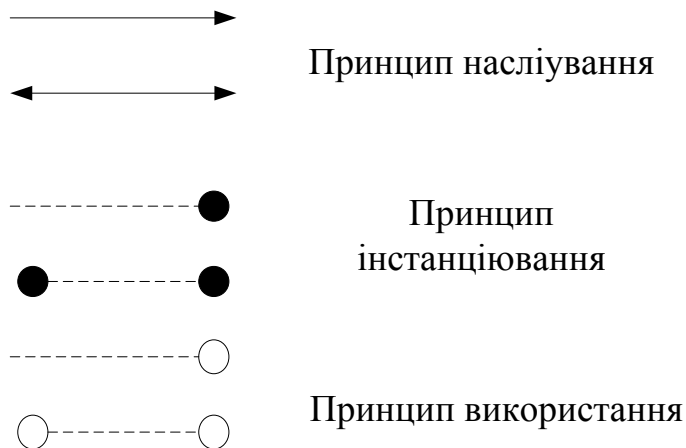 Принцип насліування
Принцип
інстанціювання
Принцип використання